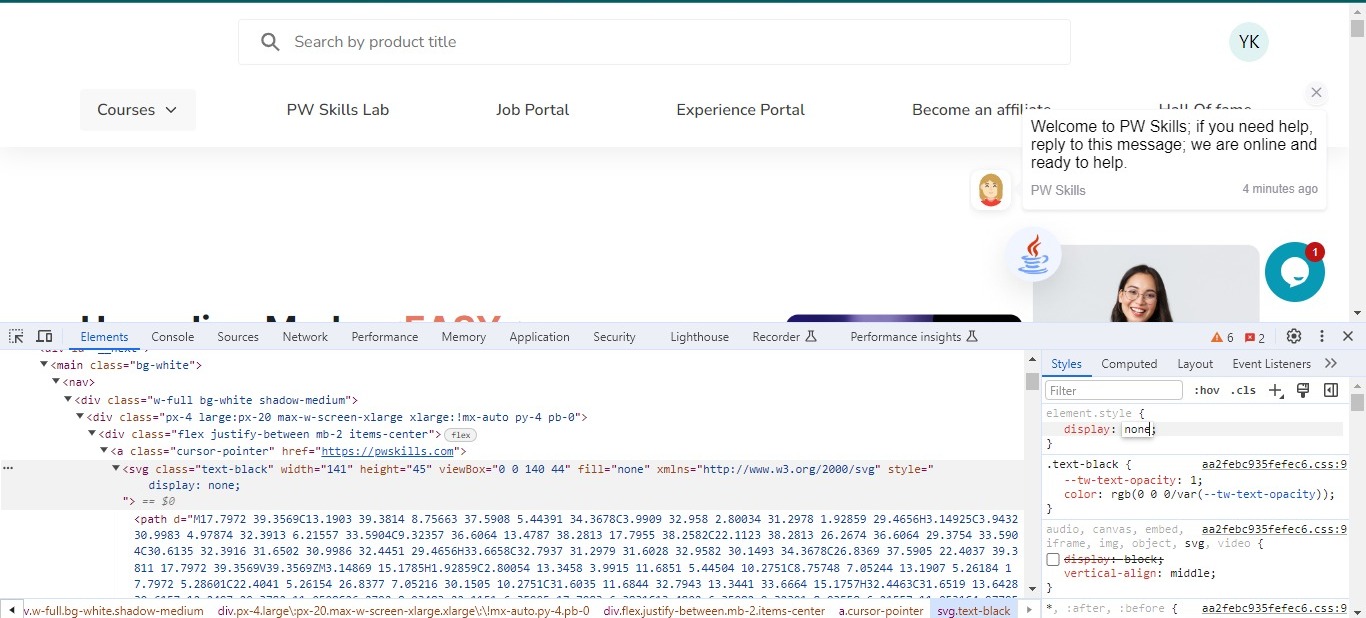 Search by product title
YK
Courses
PW Skills Lab
Job Portal
Experience Portal
Become an affiliate
Hall Of fame
Welcome to PW Skills; if you need help,
reply to this message; we are online and
ready to help.
PW Skills
4 minutes ago
1
Elements
Console
Sources
Network
Performance
Memory
Application
Security
Lighthouse
Recorder
Performance insights
6
2
<main class="bg-white">
<nav>
<div class="w-full bg-white shadow-medium">
<div class="px-4 large:px-20 max-w-screen-xlarge xlarge:!mx-auto py-4 pb-0">
<div class="flex justify-between mb-2 items-center"> flex
<a class="cursor-pointer" href="https://pwskills.com">
<svg class="text-black" width="141" height="45" viewBox="0 0 140 44" fill="none" xmlns="http://www.w3.org/2000/svg" style="
display: none;
"> == $0
<path d="M17.7972 39.3569C13.1903 39.3814 8.75663 37.5908 5.44391 34.3678C3.9909 32.958 2.80034 31.2978 1.92859 29.4656H3.14925C3.9432
30.9983 4.97874 32.3913 6.21557 33.5904C9.32357 36.6064 13.4787 38.2813 17.7955 38.2582C22.1123 38.2813 26.2674 36.6064 29.3754 33.590
4C30.6135 32.3916 31.6502 30.9986 32.4451 29.4656H33.6658C32.7937 31.2979 31.6028 32.9582 30.1493 34.3678C26.8369 37.5905 22.4037 39.3
811 17.7972 39.3569V39.3569ZM3.14869 15.1785H1.92859C2.80054 13.3458 3.9915 11.6851 5.44504 10.2751C8.75748 7.05244 13.1907 5.26184 1
7.7972 5.28601C22.4041 5.26154 26.8377 7.05216 30.1505 10.2751C31.6035 11.6844 32.7943 13.3441 33.6664 15.1757H32.4463C31.6519 13.6428
Styles
Computed
Layout
Event Listeners
Filter
:hov .cls
element.style {
display: none;
}
.text-black {
aa2febc935fefec6.css:9
--tw-text-opacity: 1;
color: rgb(0 0 0/var(--tw-text-opacity));
}
audio, canvas, embed,
aa2febc935fefec6.css:9
iframe, img, object, svg, video {
display: block;
vertical-align: middle;
}
*, :after, :before {
aa2febc935fefec6.css:9
v.w-full.bg-white.shadow-medium
div.px-4.large\:px-20.max-w-screen-xlarge.xlarge\:\!mx-auto.py-4.pb-0
div.flex.justify-between.mb-2.items-center
a.cursor-pointer
svg.text-black